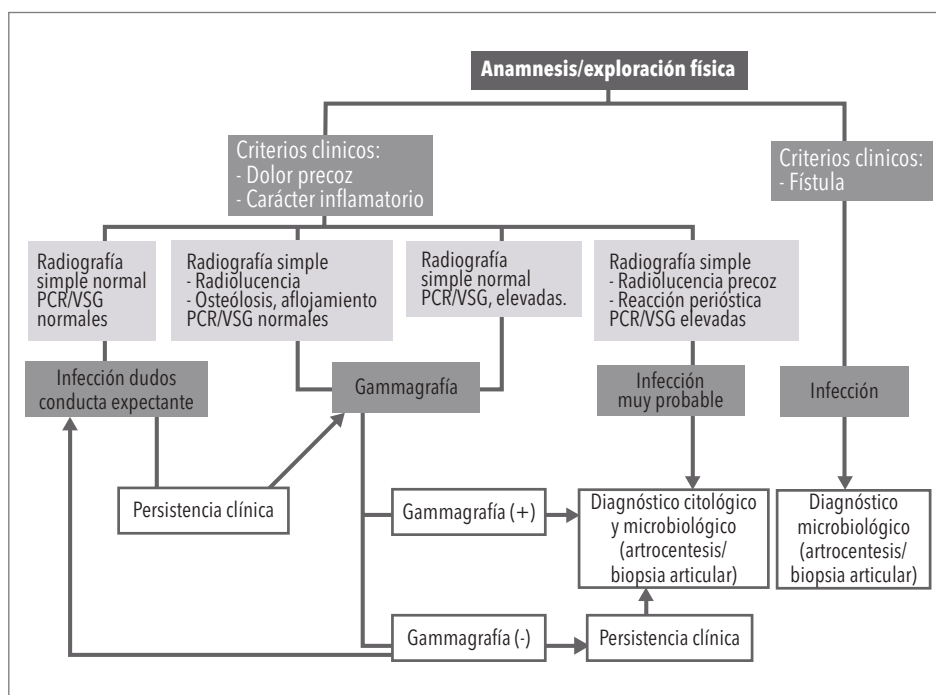 Anamnesis/exploración física
Criterios clinicos:
- Dolor precoz
- Carácter inflamatorio
Criterios clinicos:
- Fístula
Radiografía
simple normal
PCR/VSG
normales
Radiografía simple
- Radiolucencia
- Osteólosis, aflojamiento
PCR/VSG normales
Radiografía
simple normal
PCR/VSG, elevadas.
Radiografía simple
- Radiolucencia precoz
- Reacción perióstica
PCR/VSG elevadas
Infección dudos
conducta expectante
Gammagrafía
Infección
muy probable
Infección
Persistencia clínica
Gammagrafía (+)
Diagnóstico citológico
y microbiológico
(artrocentesis/
biopsia articular)
Diagnóstico
microbiológico
(artrocentesis/
biopsia articular)
Gammagrafía (-)
Persistencia clínica